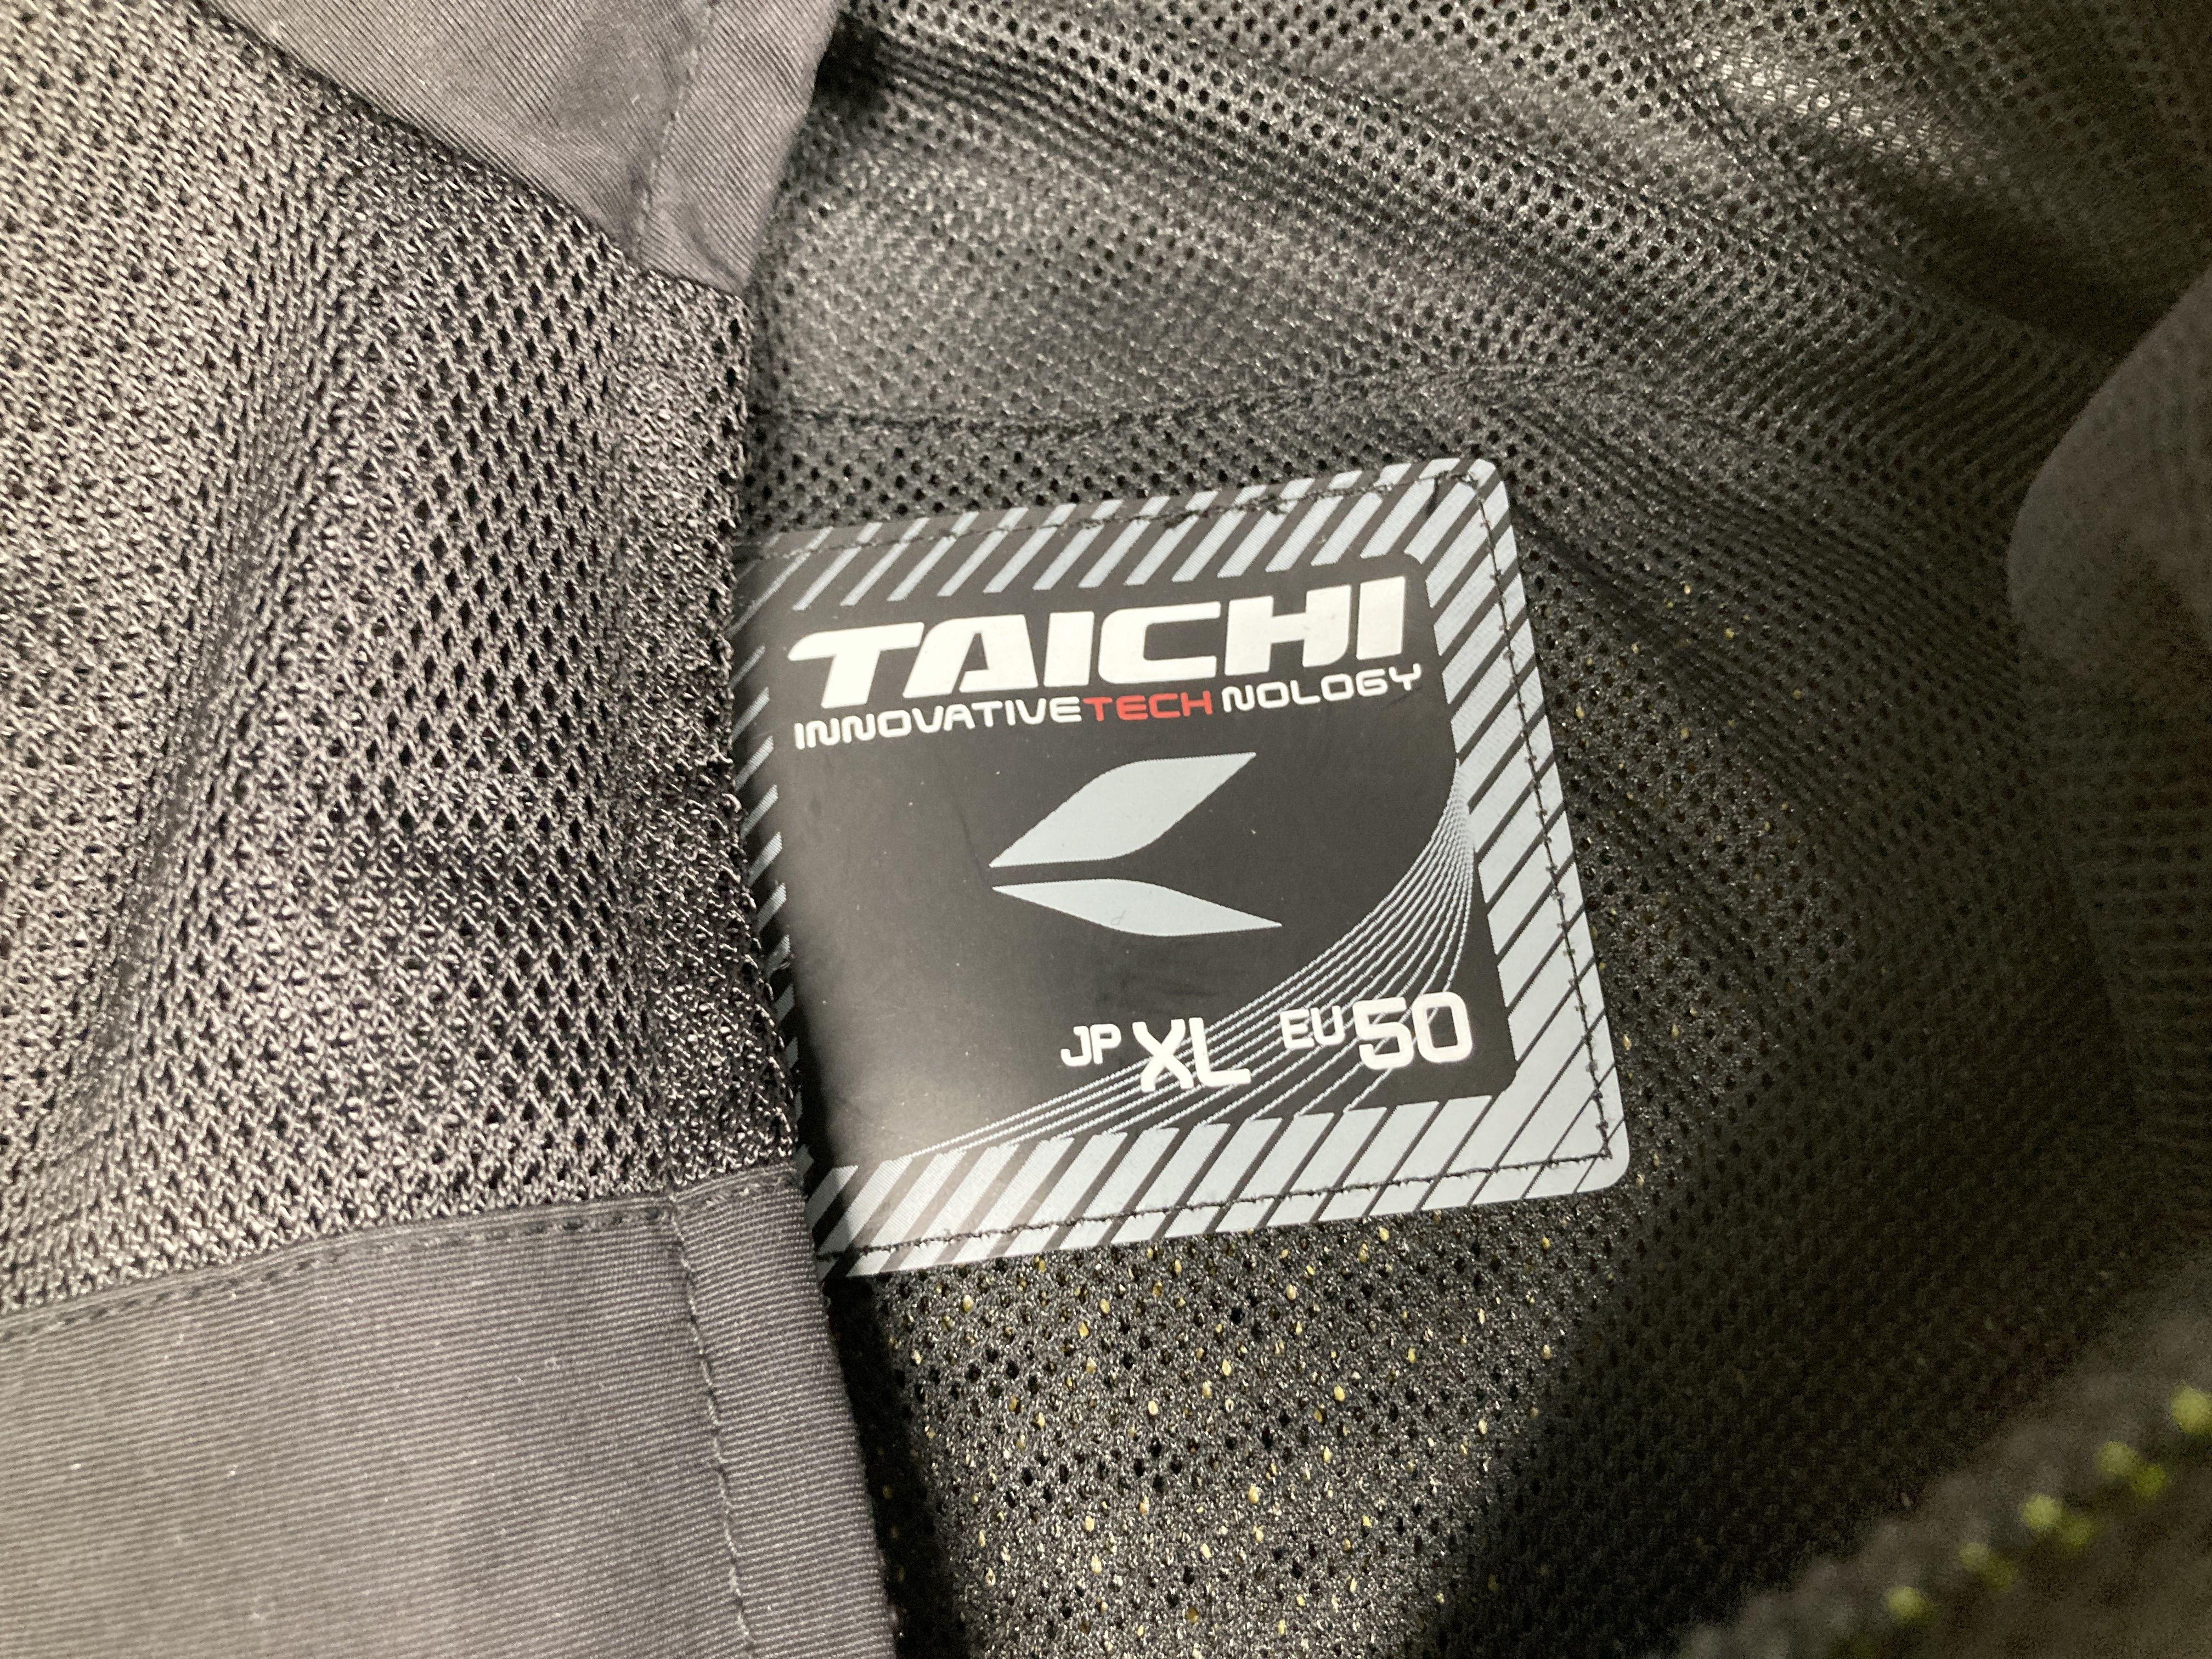 TAICHI
INNOVATIVETECHNOLOGY
JP XL EU 50